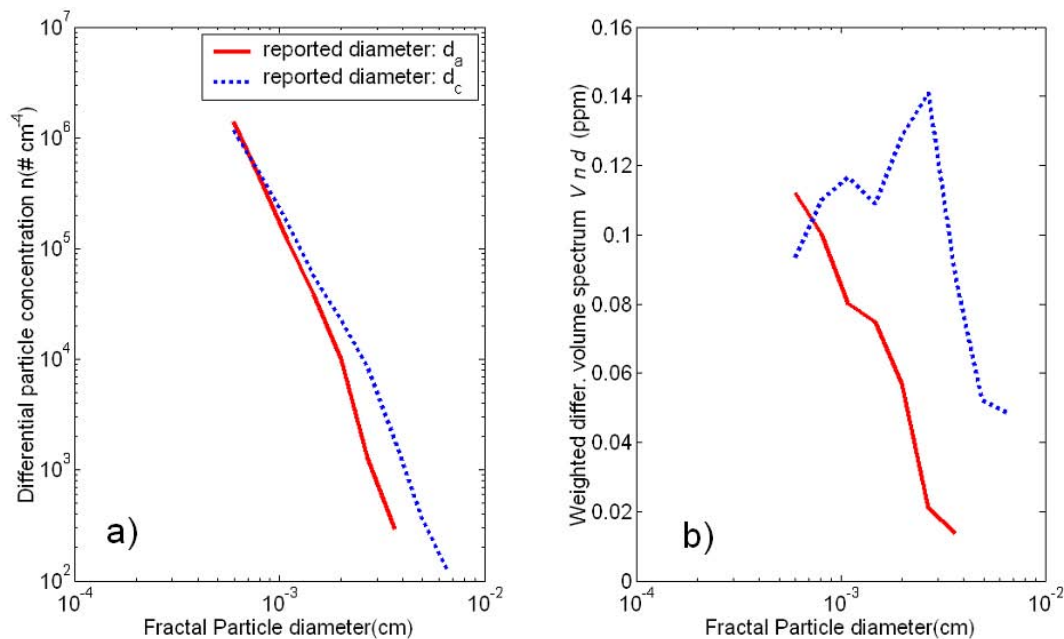 10^7
10^6
10^5
10^4
10^3
10^2
Differential particle concentration n(# cm^-4)
reported diameter: d_a
reported diameter: d_c
a)
10^-4
10^-3
10^-2
Fractal Particle diameter(cm)
0.16
0.14
0.12
0.1
0.08
0.06
0.04
0.02
0
Weighted differ. volume spectrum V n d (ppm)
b)
10^-4
10^-3
10^-2
Fractal Particle diameter(cm)